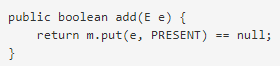 public boolean add(E e) {
    return m.put(e, PRESENT) == null;
}